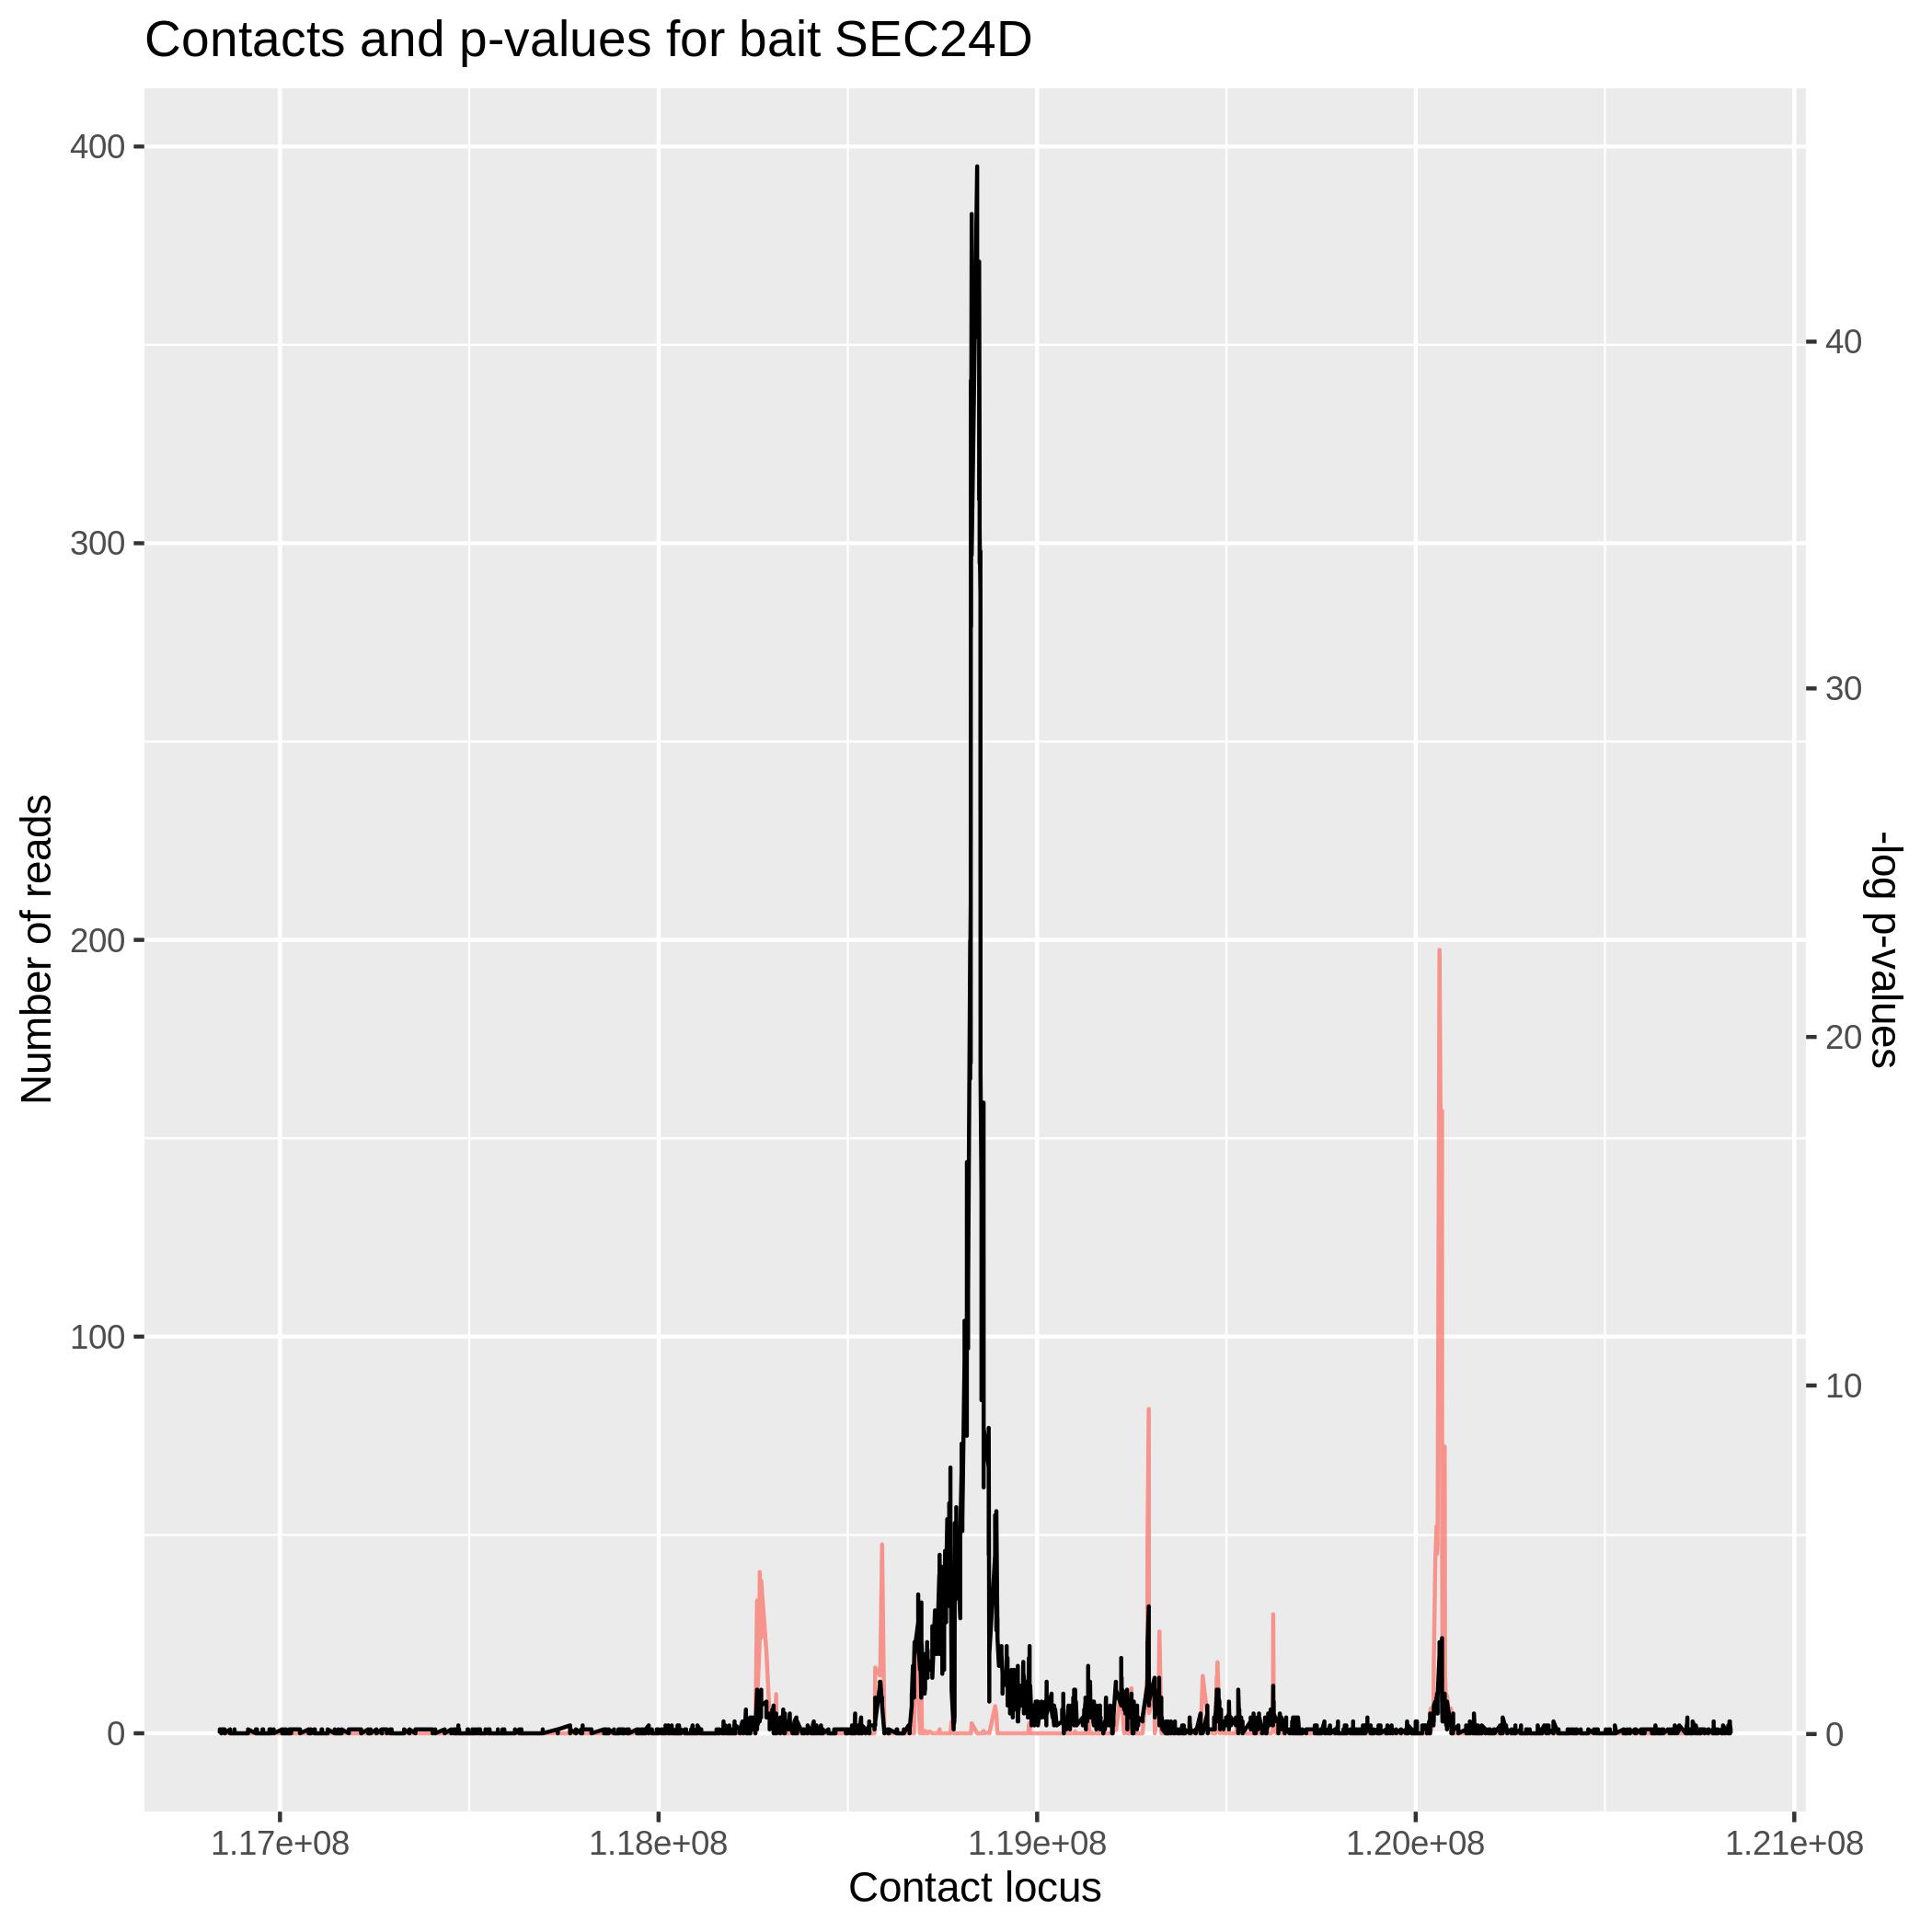 Contacts and p-values for bait SEC24D
400
300
200
100
0
Number of reads
40
30
20
10
0
-log p-values
1.17e+08 1.18e+08 1.19e+08 1.20e+08 1.21e+08
Contact locus